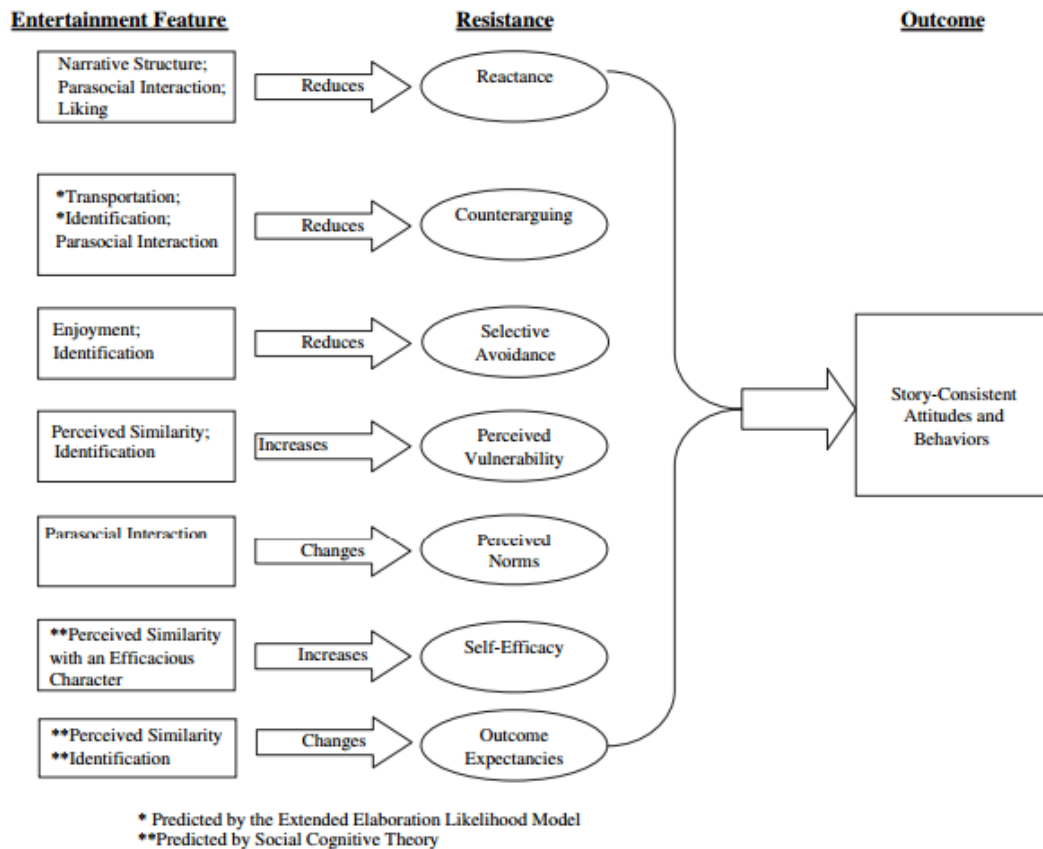 Entertainment Feature
Resistance
Outcome
Narrative Structure;
Parasocial Interaction;
Liking
Reduces
Reactance
*Transportation;
*Identification;
Parasocial Interaction
Reduces
Counterarguing
Enjoyment;
Identification
Reduces
Selective
Avoidance
Perceived Similarity;
Identification
Increases
Perceived
Vulnerability
Parasocial Interaction
Changes
Perceived
Norms
**Perceived Similarity
with an Efficacious
Character
Increases
Self-Efficacy
**Perceived Similarity
**Identification
Changes
Outcome
Expectancies
Story-Consistent
Attitudes and
Behaviors
* Predicted by the Extended Elaboration Likelihood Model
**Predicted by Social Cognitive Theory